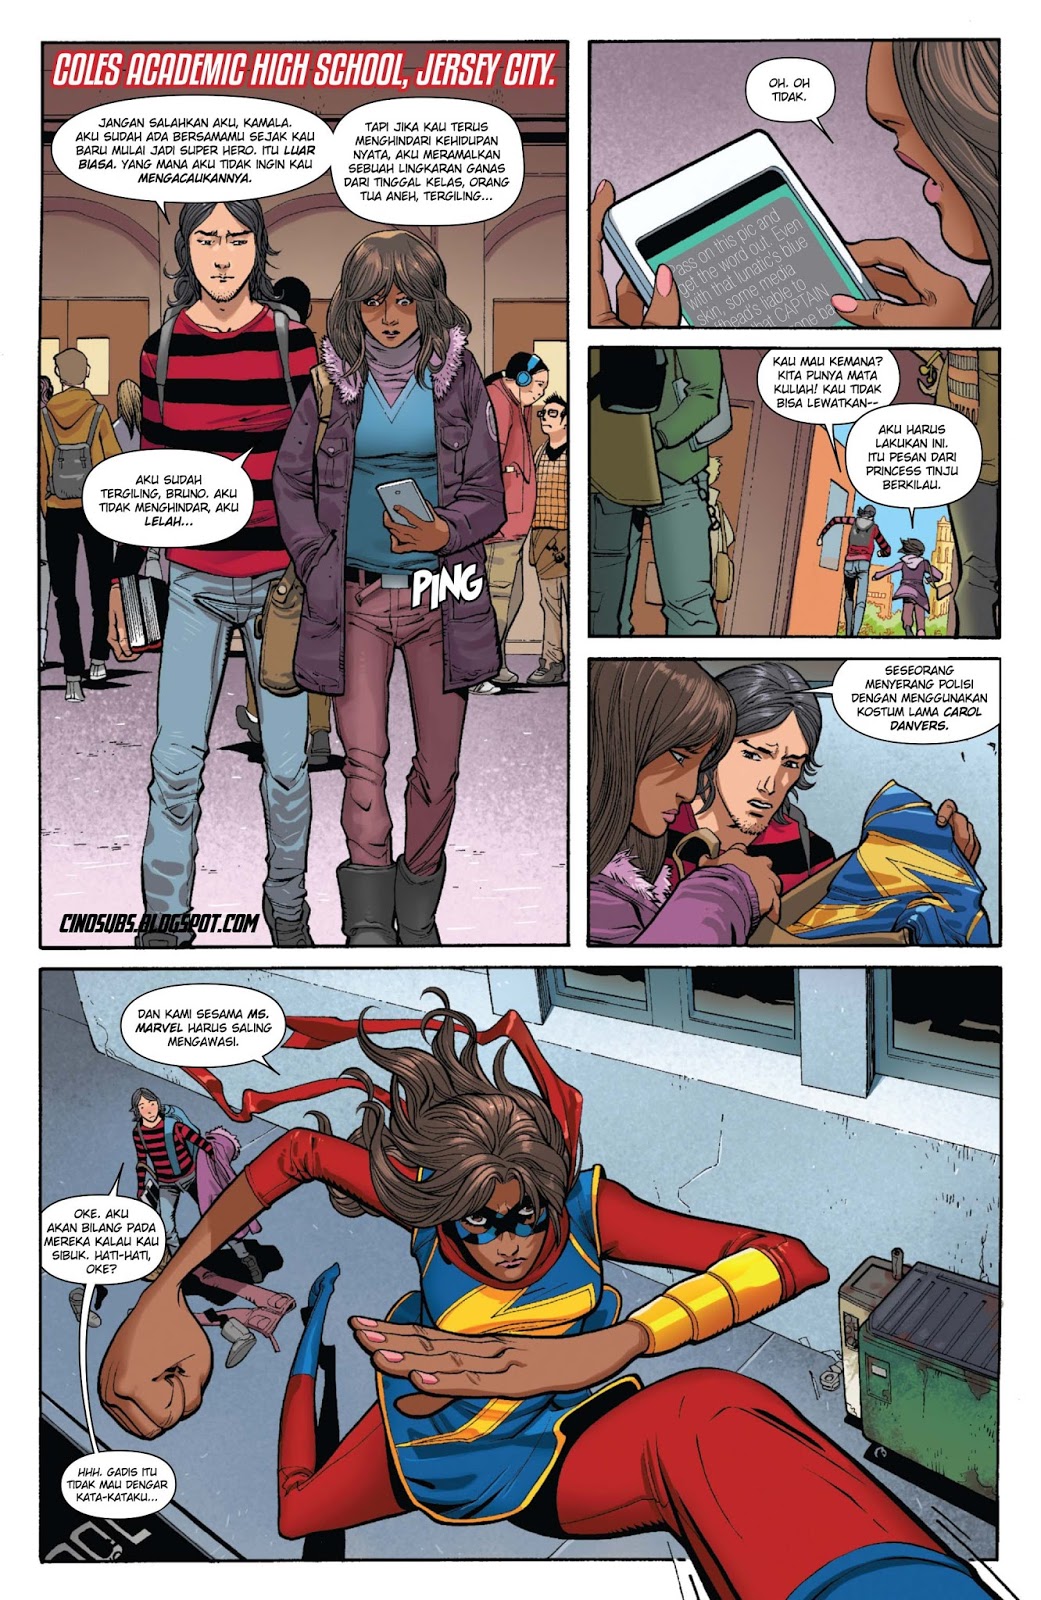 COLES ACADEMIC HIGH SCHOOL, JERSEY CITY.
JANGAN SALAHKAN AKU, KAMALA.
AKU SUDAH ADA BERSAMAMU SEJAK KAU
BARU MULAI JADI SUPER HERO. ITU LUAR
BIASA. YANG MANA AKU TIDAK INGIN KAU
MENGACAUKANNYA.
TAPI JIKA KAU TERUS
MENGHINDARI KEHIDUPAN
NYATA, AKU MERAMALKAN
SEBUAH LINGKARAN GANAS
DARI TINGGAL KELAS, ORANG
TUA ANEH, TERGILING...
AKU SUDAH
TERGILING, BRUNO. AKU
TIDAK MENGHINDAR, AKU
LELAH...
PING
CINOSUBS.BLOGSPOT.COM
OH. OH
TIDAK.
Pass on this pic and
get the word out. Even
with that lunatic's blue
skin, some media
head's liable to
that CAPTAIN
KAU MAU KEMANA?
KITA PUNYA MATA
KULIAH! KAU TIDAK
BISA LEWATKAN--
AKU HARUS
LAKUKAN INI.
ITU PESAN DARI
PRINCESS TINJU
BERKILAU.
SESEORANG
MENYERANG POLISI
DENGAN MENGGUNAKAN
KOSTUM LAMA CAROL
DANVERS.
DAN KAMI SESAMA MS.
MARVEL HARUS SALING
MENGAWASI.
OKE. AKU
AKAN BILANG PADA
MEREKA KALAU KAU
SIBUK. HATI-HATI,
OKE?
HHH. GADIS ITU
TIDAK MAU DENGAR
KATA-KATAKU...